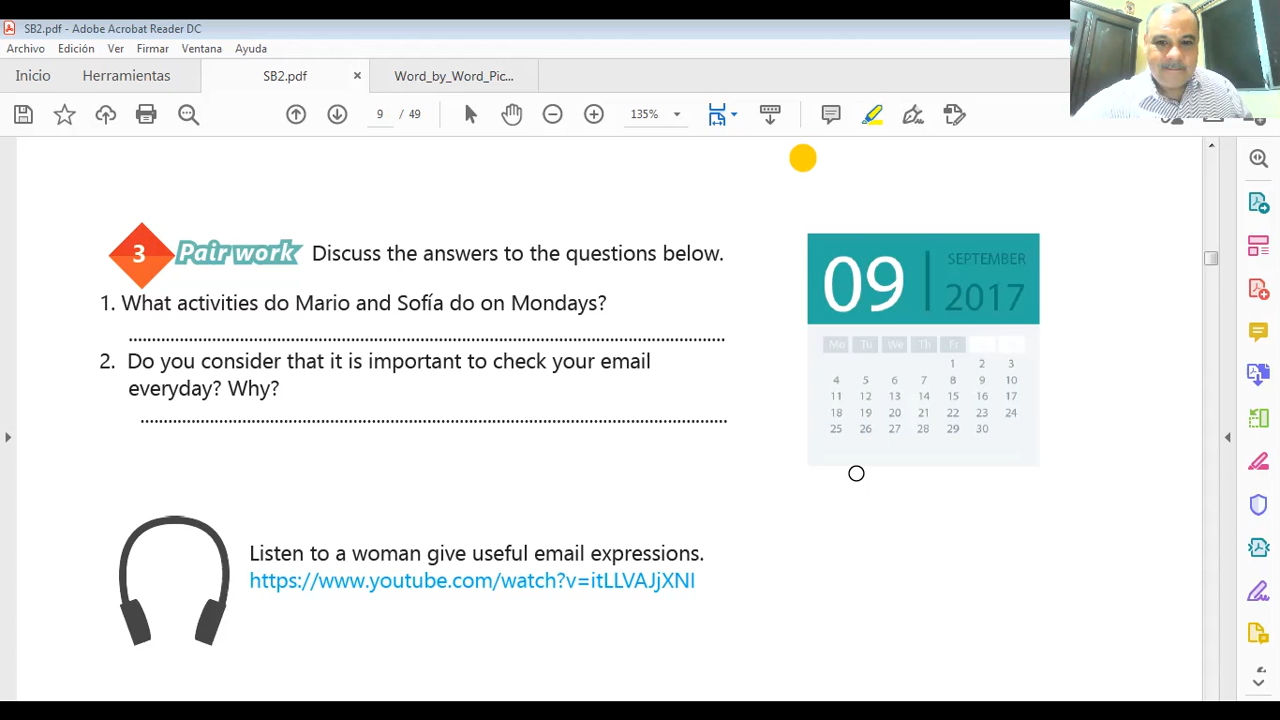 SB2.pdf - Adobe Acrobat Reader DC
Archivo Edición Ver Firmar Ventana Ayuda
Inicio Herramientas SB2.pdf × Word_by_Word_Pic...
9 / 49 135%
3 Pair work Discuss the answers to the questions below.
1. What activities do Mario and Sofía do on Mondays?
2. Do you consider that it is important to check your email
everyday? Why?
09 SEPTEMBER
2017
Mo Tu We Th Fr
1 2 3
4 5 6 7 8 9 10
11 12 13 14 15 16 17
18 19 20 21 22 23 24
25 26 27 28 29 30
Listen to a woman give useful email expressions.
https://www.youtube.com/watch?v=itLLVAJjXNI